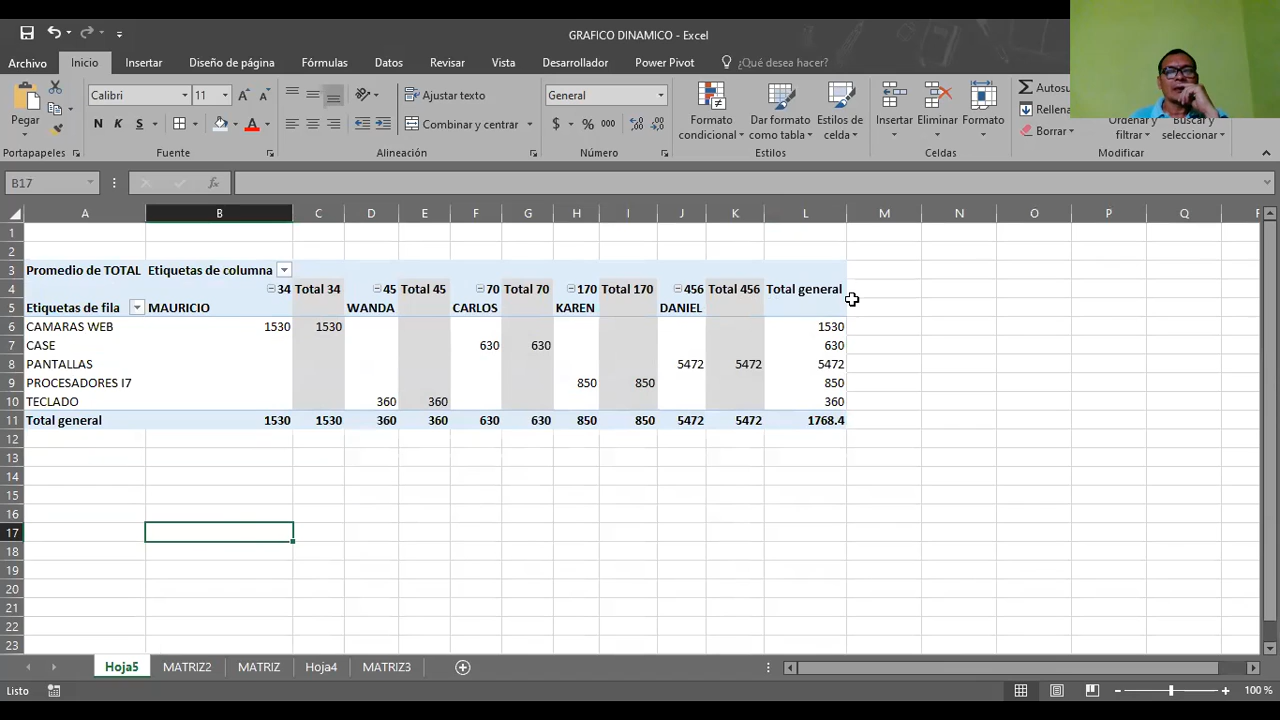 GRAFICO DINAMICO - Excel
Archivo Inicio Insertar Diseño de página Fórmulas Datos Revisar Vista Desarrollador Power Pivot ¿Qué desea hacer?
Pegar
Calibri 11
N K S
Ajustar texto
Combinar y centrar
General
$ % 000
Formato condicional
Dar formato como tabla
Estilos de celda
Insertar Eliminar Formato
Rellena
Borrar
Ordenar y filtrar
Buscar y seleccionar
Portapapeles Fuente Alineación Número Estilos Celdas Modificar
B17 fx
A B C D E F G H I J K L M N O P Q
1
2
3 Promedio de TOTAL Etiquetas de columna
4 34 Total 34 45 Total 45 70 Total 70 170 Total 170 456 Total 456 Total general
5 Etiquetas de fila MAURICIO WANDA CARLOS KAREN DANIEL
6 CAMARAS WEB 1530 1530 1530
7 CASE 630 630 630
8 PANTALLAS 5472 5472 5472
9 PROCESADORES I7 850 850 850
10 TECLADO 360 360 360
11 Total general 1530 1530 360 360 630 630 850 850 5472 5472 1768.4
12
13
14
15
16
17
18
19
20
21
22
23
Hoja5 MATRIZ2 MATRIZ Hoja4 MATRIZ3
Listo 100 %